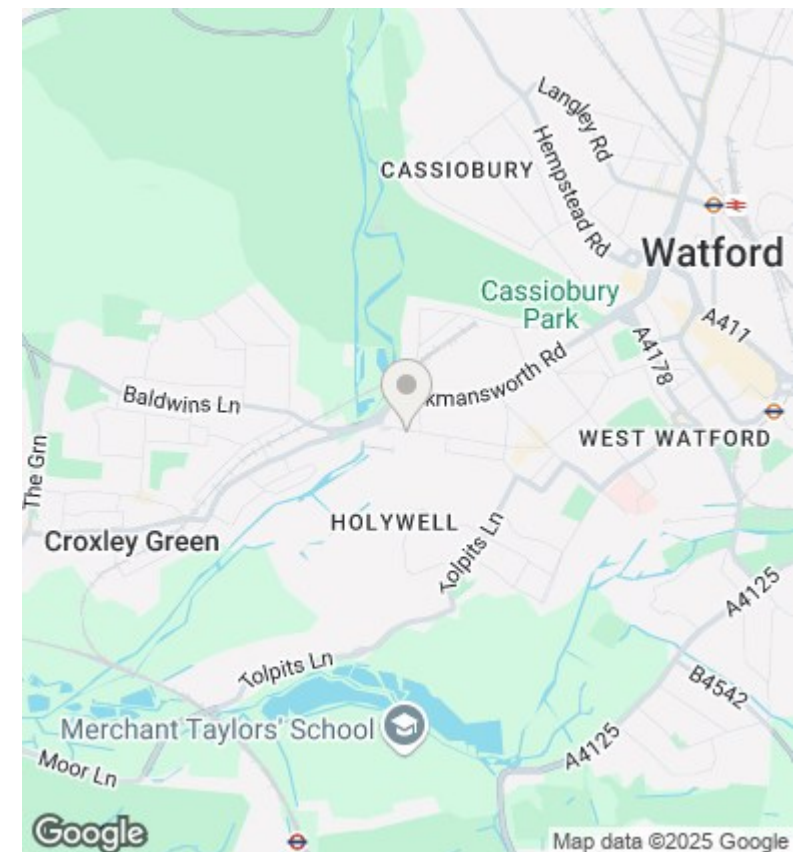 Langley Rd
CASSIOBURY
Hempstead Rd
Watford
Cassiobury
Park
A411
A4178
kmansworth Rd
Baldwins Ln
WEST WATFORD
The Grn
HOLYWELL
Croxley Green
Tolpits Ln
A4125
Tolpits Ln
B4542
Merchant Taylors' School
A4125
Moor Ln
Google
Map data ©2025 Google